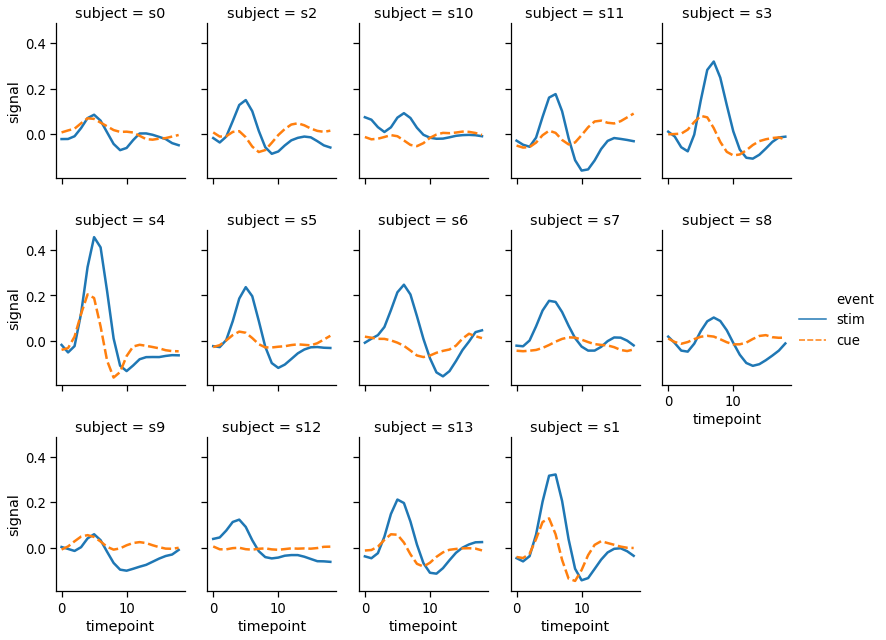 subject = s0 subject = s2 subject = s10 subject = s11 subject = s3
0.4
0.2
0.0
signal
subject = s4 subject = s5 subject = s6 subject = s7 subject = s8
0.4
0.2
0.0
signal
0 10
timepoint
event
stim
cue
subject = s9 subject = s12 subject = s13 subject = s1
0.4
0.2
0.0
signal
0 10 0 10 0 10 0 10
timepoint timepoint timepoint timepoint